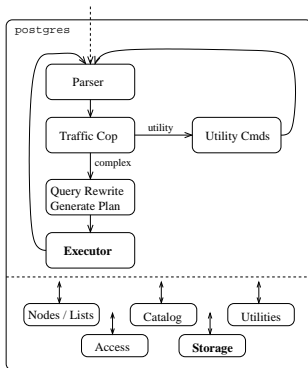 postgres
Parser
Traffic Cop
utility
Utility Cmds
complex
Query Rewrite
Generate Plan
Executor
Nodes / Lists
Catalog
Utilities
Access
Storage